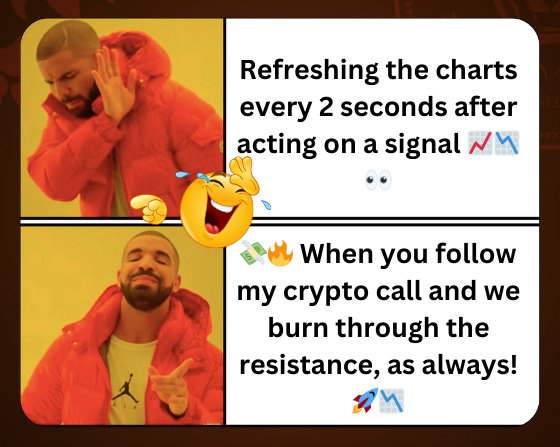 Refreshing the charts
every 2 seconds after
acting on a signal 📈📉
👀
💸🔥 When you follow
my crypto call and we
burn through the
resistance, as always!
🚀📉